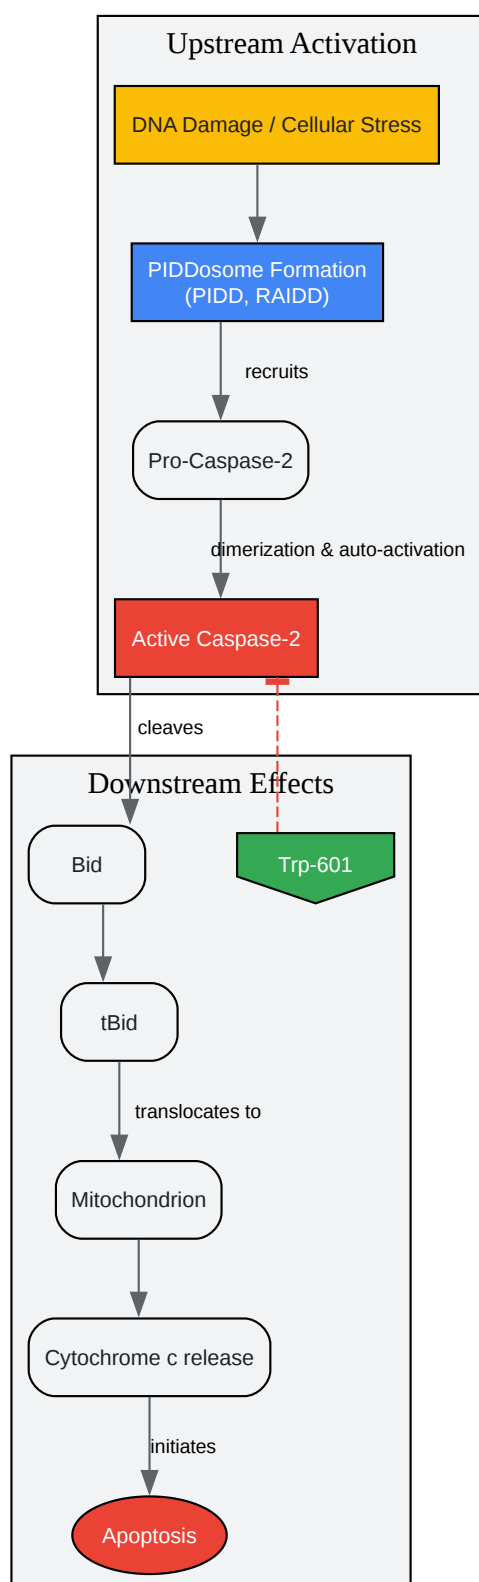 Upstream Activation
DNA Damage / Cellular Stress
PIDDosome Formation
(PIDD, RAIDD)
recruits
Pro-Caspase-2
dimerization & auto-activation
Active Caspase-2
cleaves
Downstream Effects
Bid
Trp-601
tBid
translocates to
Mitochondrion
Cytochrome c release
initiates
Apoptosis